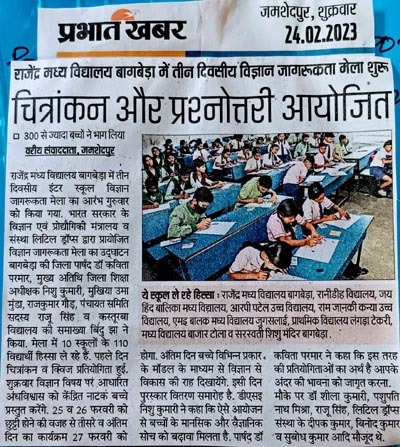 प्रभात खबर
जमशेदपुर, शुक्रवार
24.02.2023
राजेंद्र मध्य विद्यालय बागबेड़ा में तीन दिवसीय विज्ञान जागरूकता मेला शुरू
चित्रांकन और प्रश्नोत्तरी आयोजित
300 से ज्यादा बच्चों ने भाग लिया
वरीय संवाददाता, जमशेदपुर
राजेंद्र मध्य विद्यालय बागबेड़ा में तीन
दिवसीय इंटर स्कूल विज्ञान
जागरूकता मेला का आरंभ गुरुवार
को किया गया. भारत सरकार के
विज्ञान एवं प्रौद्योगिकी मंत्रालय व
संस्था लिटिल ड्रॉप्स द्वारा प्रायोजित
विज्ञान जागरूकता मेला का उद्घाटन
बागबेड़ा की जिला पार्षद डॉ कविता
परमार, मुख्य अतिथि जिला शिक्षा
अधीक्षक निशु कुमारी, मुखिया उमा
मुंडा, राजकुमार गौड़, पंचायत समिति
सदस्य राजू सिंह व कस्तूरबा
विद्यालय की समाख्या बिंदु झा ने
किया. मेला में 10 स्कूलों के 110
विद्यार्थी हिस्सा ले रहे हैं. पहले दिन
चित्रांकन व क्विज प्रतियोगिता हुई.
शुक्रवार विज्ञान विषय पर आधारित
अंधविश्वास को केंद्रित नाटक बच्चे
प्रस्तुत करेंगे. 25 व 26 फरवरी को
छुट्टी होने की वजह से तीसरे व अंतिम
दिन का कार्यक्रम 27 फरवरी को
ये स्कूल ले रहे हिस्सा : राजेंद्र मध्य विद्यालय बागबेड़ा, रानीडीह विद्यालय, जय
हिंद बालिका मध्य विद्यालय, आरपी पटेल उच्च विद्यालय, राम जानकी कन्या उच्च
विद्यालय, एमई बालक मध्य विद्यालय जुगसलाई, प्राथमिक विद्यालय लंगड़ा टेकरी,
मध्य विद्यालय बाजार टोला व सरस्वती शिशु मंदिर बागबेड़ा.
होगा. अंतिम दिन बच्चे विभिन्न प्रकार
के मॉडल के माध्यम से विज्ञान से
विकास की राह दिखायेंगे. इसी दिन
पुरस्कार वितरण समारोह है. डीएसई
निशु कुमारी ने कहा कि ऐसे आयोजन
से बच्चों के मानसिक और वैज्ञानिक
सोच को बढ़ावा मिलता है. पार्षद डॉ
कविता परमार ने कहा कि इस तरह
की प्रतियोगिताओं का अर्थ है आपके
अंदर की भावना को जागृत करना.
मौके पर डॉ शीला कुमारी, पशुपति
नाथ मिश्रा, राजू सिंह, लिटिल ड्रॉप्स
संस्था के दीपक कुमार, बिनोद कुमार
व सुबोध कुमार आदि मौजूद थे.